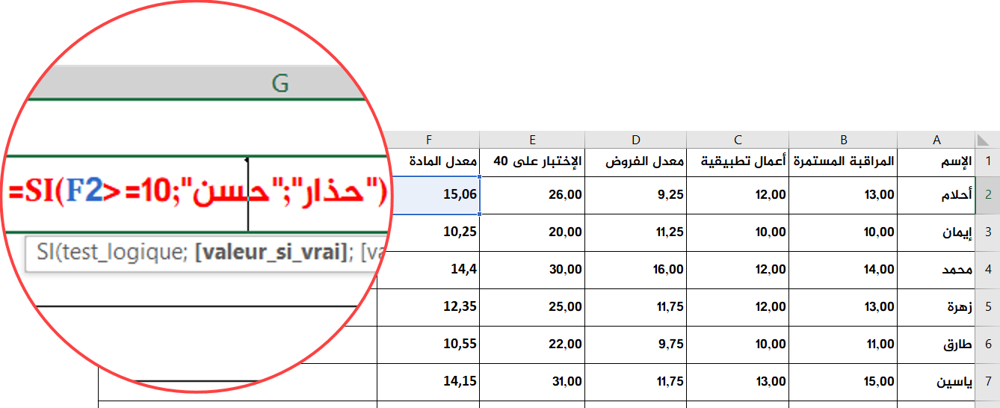 G
=SI(F2>=10;"حسن";"حذار")
SI(test_logique; [valeur_si_vrai]; [va
A B C D E F
1 الإسم المراقبة المستمرة أعمال تطبيقية معدل الفروض الإختبار على 40 معدل المادة
2 أحلام 13,00 12,00 9,25 26,00 15,06
3 إيمان 10,00 10,00 11,25 20,00 10,25
4 محمد 14,00 12,00 16,00 30,00 14,4
5 زهرة 13,00 12,00 11,75 25,00 12,35
6 طارق 11,00 10,00 9,75 22,00 10,55
7 ياسين 15,00 13,00 11,75 31,00 14,15